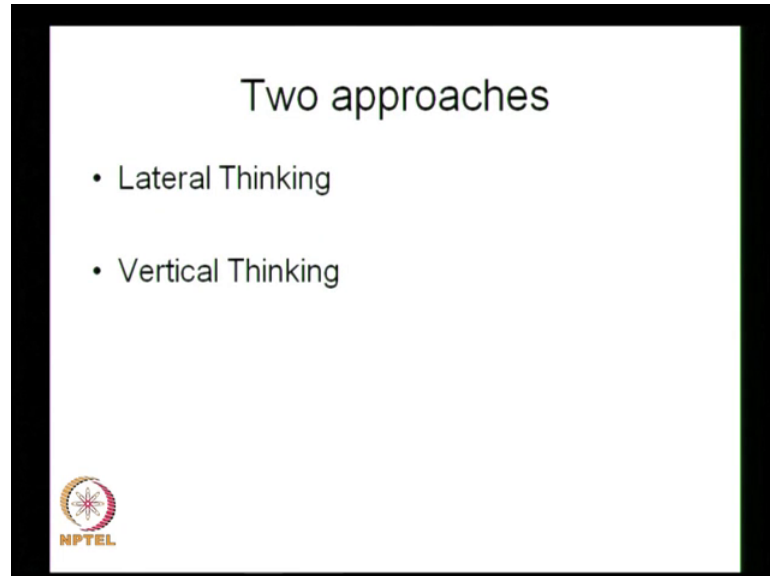 Two approaches
• Lateral Thinking
• Vertical Thinking
NPTEL